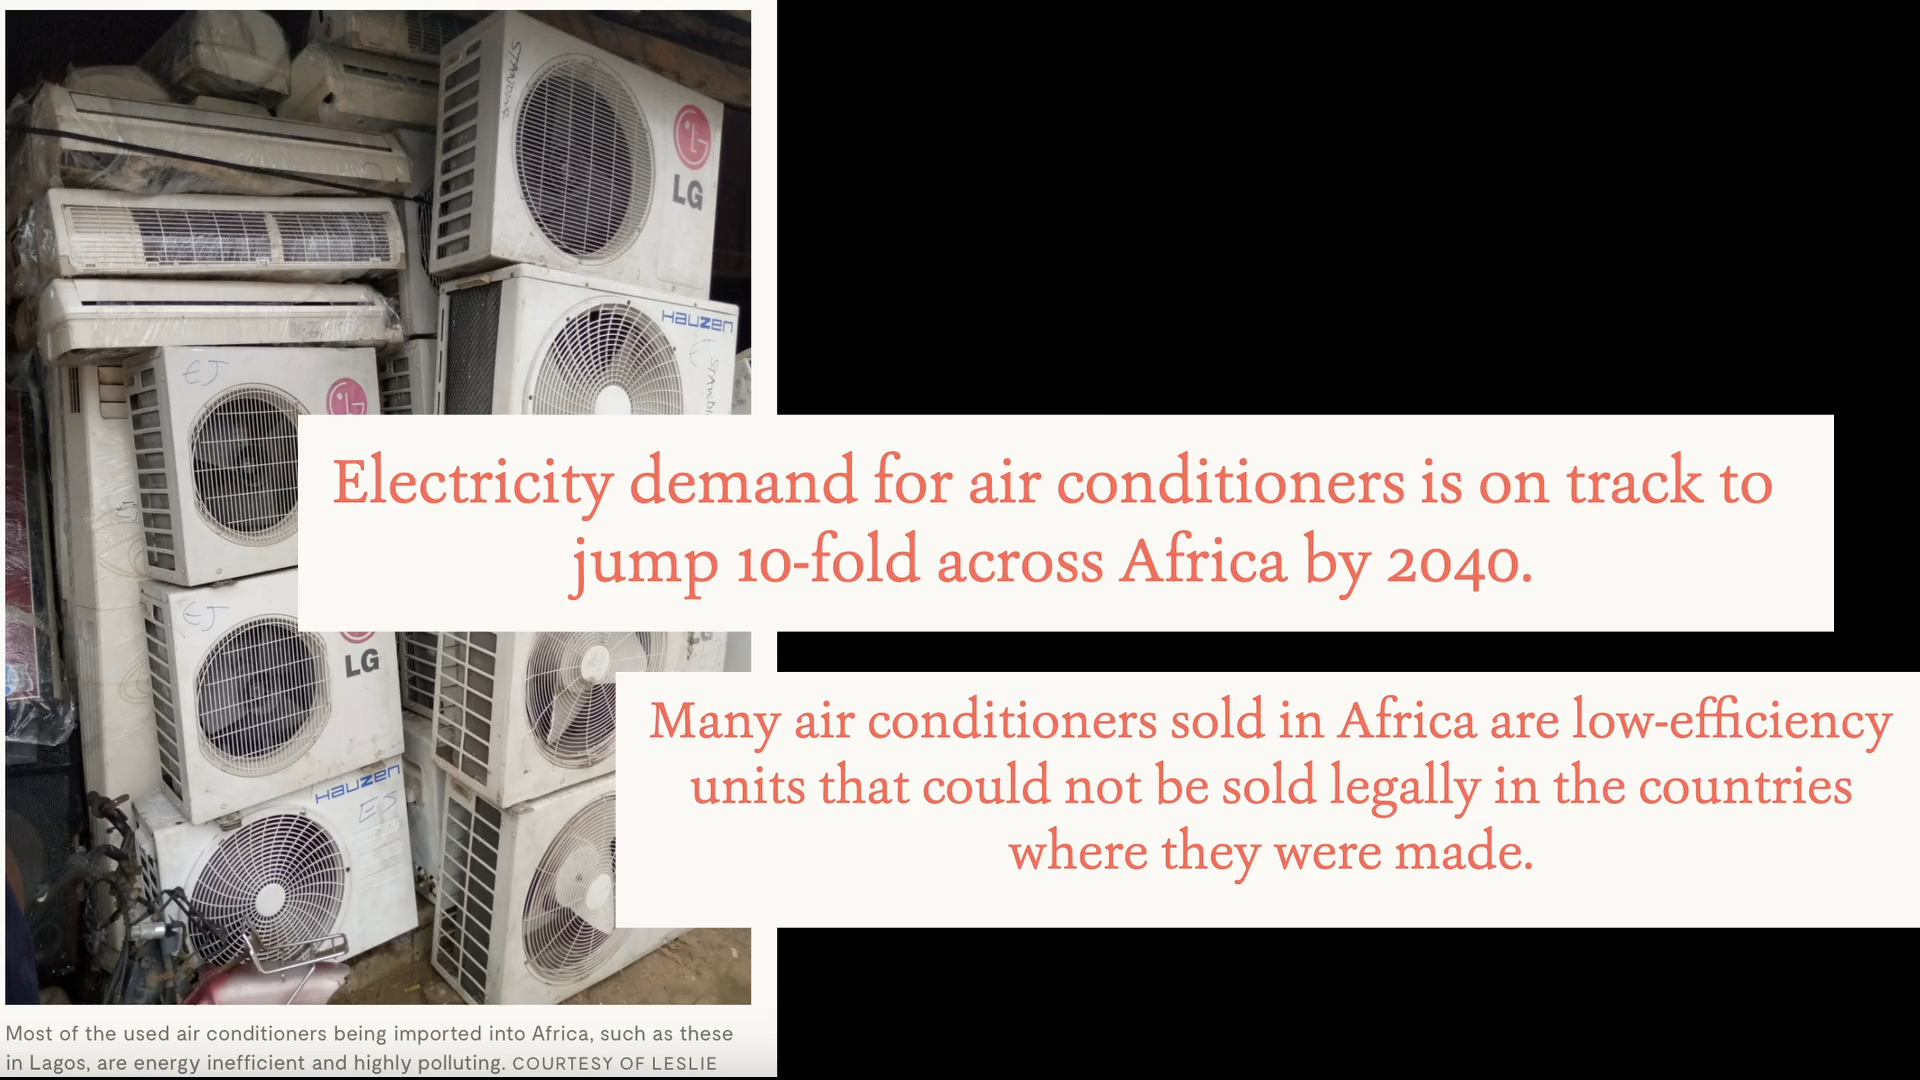 STANDING
LG
Hauzen
EJ
EJ
LG
Hauzen
Electricity demand for air conditioners is on track to
jump 10-fold across Africa by 2040.
Many air conditioners sold in Africa are low-efficiency
units that could not be sold legally in the countries
where they were made.
Most of the used air conditioners being imported into Africa, such as these
in Lagos, are energy inefficient and highly polluting. COURTESY OF LESLIE